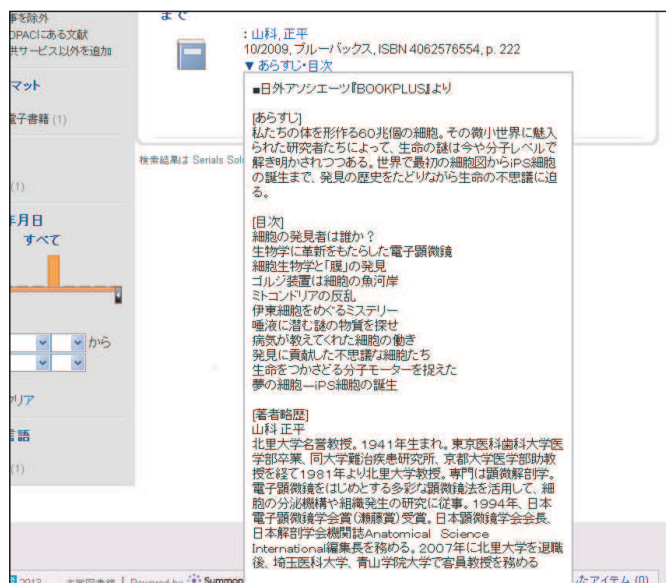 事を除外
OPACにある文献
供サービス以外を追加
マット
電子書籍 (1)
(1)
年月日
すべて
から
クリア
言語
(1)
まで
: 山科, 正平
10/2009, ブルーバックス, ISBN 4062576554, p. 222
▼ あらすじ・目次
検索結果は Serials Sol
■日外アソシエーツ『BOOKPLUS』より
[あらすじ]
私たちの体を形作る60兆個の細胞。その微小世界に魅入
られた研究者たちによって、生命の謎は今や分子レベルで
解き明かされつつある。世界で最初の細胞図からiPS細胞
の誕生まで、発見の歴史をたどりながら生命の不思議に迫
る。
[目次]
細胞の発見者は誰か?
生物学に革新をもたらした電子顕微鏡
細胞生物学と「膜」の発見
ゴルジ装置は細胞の魚河岸
ミトコンドリアの反乱
伊東細胞をめぐるミステリー
唾液に潜む謎の物質を探せ
病気が教えてくれた細胞の働き
発見に貢献した不思議な細胞たち
生命をつかさどる分子モーターを捉えた
夢の細胞―iPS細胞の誕生
[著者略歴]
山科 正平
北里大学名誉教授。1941年生まれ。東京医科歯科大学医
学部卒業、同大学難治疾患研究所、京都大学医学部助教
授を経て1981年より北里大学教授。専門は顕微解剖学。
電子顕微鏡をはじめとする多彩な顕微鏡法を活用して、細
胞の分泌機構や組織発生の研究に従事。1994年、日本
電子顕微鏡学会賞(瀬藤賞)受賞。日本顕微鏡学会会長、
日本解剖学会機関誌Anatomical Science
International編集長を務める。2007年に北里大学を退職
後、埼玉医科大学、青山学院大学で客員教授を務める
2013 大学図書館 | Powered by Summon
したアイテム (0)